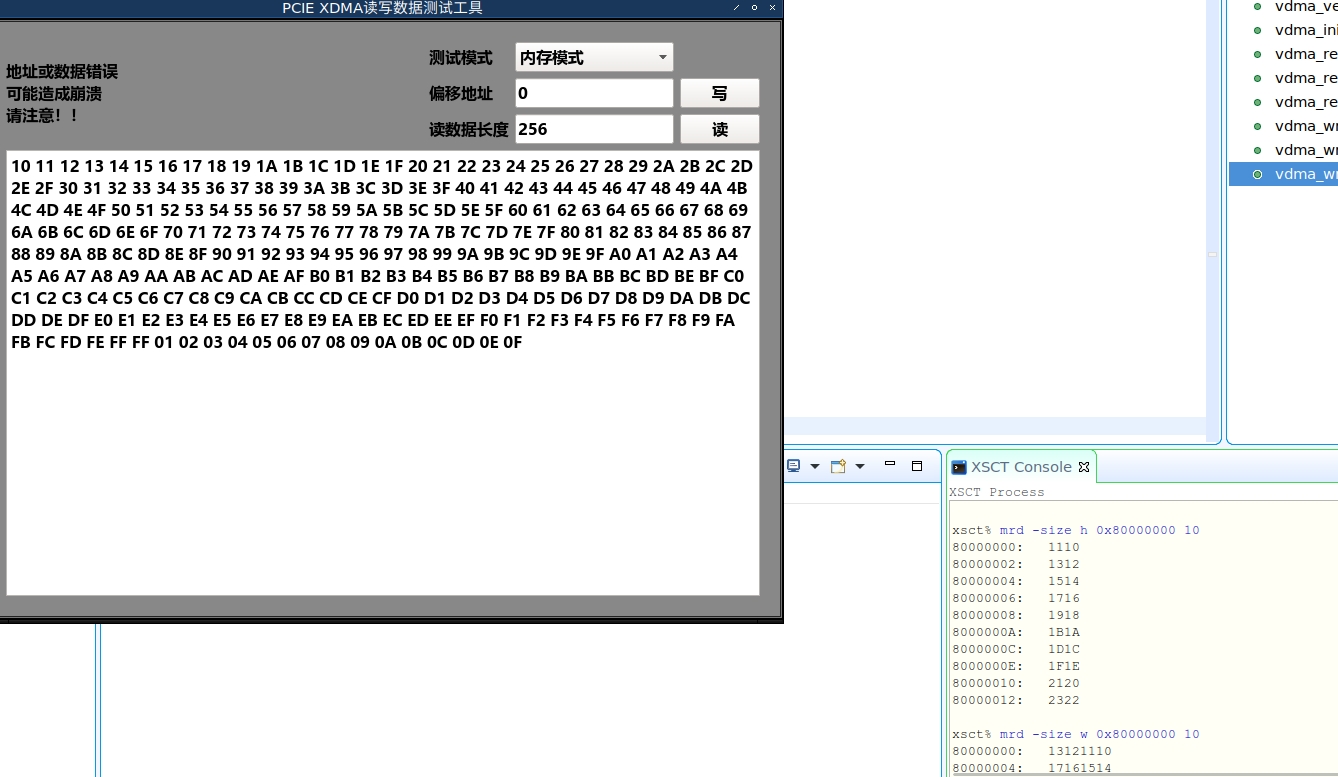 PCIE XDMA读写数据测试工具
地址或数据错误
可能造成崩溃
请注意！！
测试模式 内存模式
偏移地址 0 写
读数据长度 256 读
10 11 12 13 14 15 16 17 18 19 1A 1B 1C 1D 1E 1F 20 21 22 23 24 25 26 27 28 29 2A 2B 2C 2D
2E 2F 30 31 32 33 34 35 36 37 38 39 3A 3B 3C 3D 3E 3F 40 41 42 43 44 45 46 47 48 49 4A 4B
4C 4D 4E 4F 50 51 52 53 54 55 56 57 58 59 5A 5B 5C 5D 5E 5F 60 61 62 63 64 65 66 67 68 69
6A 6B 6C 6D 6E 6F 70 71 72 73 74 75 76 77 78 79 7A 7B 7C 7D 7E 7F 80 81 82 83 84 85 86 87
88 89 8A 8B 8C 8D 8E 8F 90 91 92 93 94 95 96 97 98 99 9A 9B 9C 9D 9E 9F A0 A1 A2 A3 A4
A5 A6 A7 A8 A9 AA AB AC AD AE AF B0 B1 B2 B3 B4 B5 B6 B7 B8 B9 BA BB BC BD BE BF C0
C1 C2 C3 C4 C5 C6 C7 C8 C9 CA CB CC CD CE CF D0 D1 D2 D3 D4 D5 D6 D7 D8 D9 DA DB DC
DD DE DF E0 E1 E2 E3 E4 E5 E6 E7 E8 E9 EA EB EC ED EE EF F0 F1 F2 F3 F4 F5 F6 F7 F8 F9 FA
FB FC FD FE FF FF 01 02 03 04 05 06 07 08 09 0A 0B 0C 0D 0E 0F
vdma_ve
vdma_ini
vdma_re
vdma_re
vdma_re
vdma_wr
vdma_wr
vdma_wr
XSCT Console
XSCT Process
xsct% mrd -size h 0x80000000 10
80000000: 1110
80000002: 1312
80000004: 1514
80000006: 1716
80000008: 1918
8000000A: 1B1A
8000000C: 1D1C
8000000E: 1F1E
80000010: 2120
80000012: 2322
xsct% mrd -size w 0x80000000 10
80000000: 13121110
80000004: 17161514